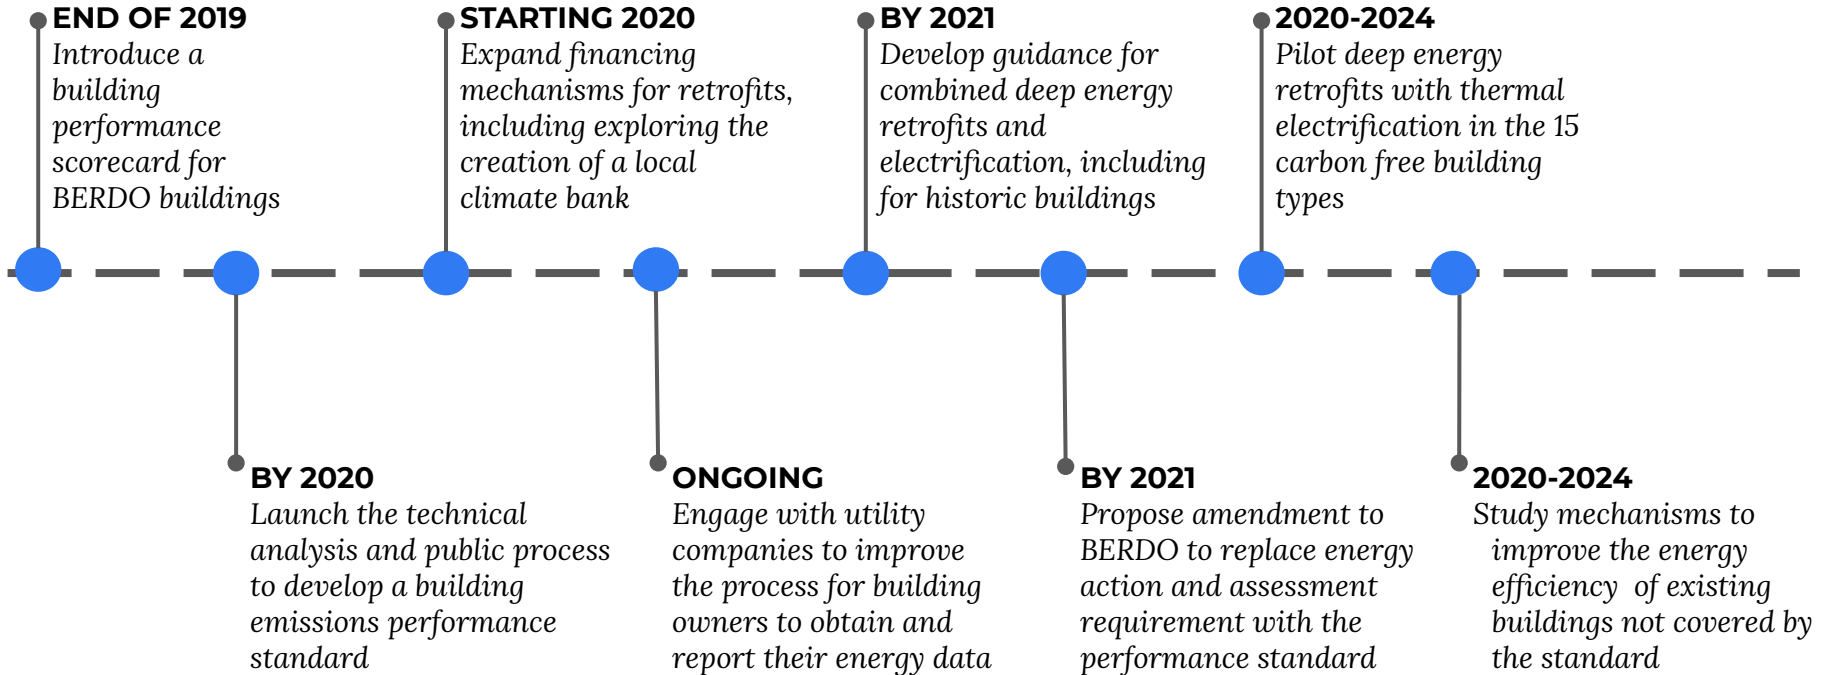 END OF 2019
Introduce a
building
performance
scorecard for
BERDO buildings
STARTING 2020
Expand financing
mechanisms for retrofits,
including exploring the
creation of a local
climate bank
BY 2021
Develop guidance for
combined deep energy
retrofits and
electrification, including
for historic buildings
2020-2024
Pilot deep energy
retrofits with thermal
electrification in the 15
carbon free building
types
BY 2020
Launch the technical
analysis and public process
to develop a building
emissions performance
standard
ONGOING
Engage with utility
companies to improve
the process for building
owners to obtain and
report their energy data
BY 2021
Propose amendment to
BERDO to replace energy
action and assessment
requirement with the
performance standard
2020-2024
Study mechanisms to
improve the energy
efficiency  of existing
buildings not covered by
the standard